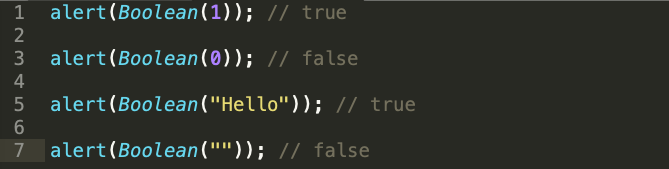 1 alert(Boolean(1)); // true
2
3 alert(Boolean(0)); // false
4
5 alert(Boolean("Hello")); // true
6
7 alert(Boolean("")); // false